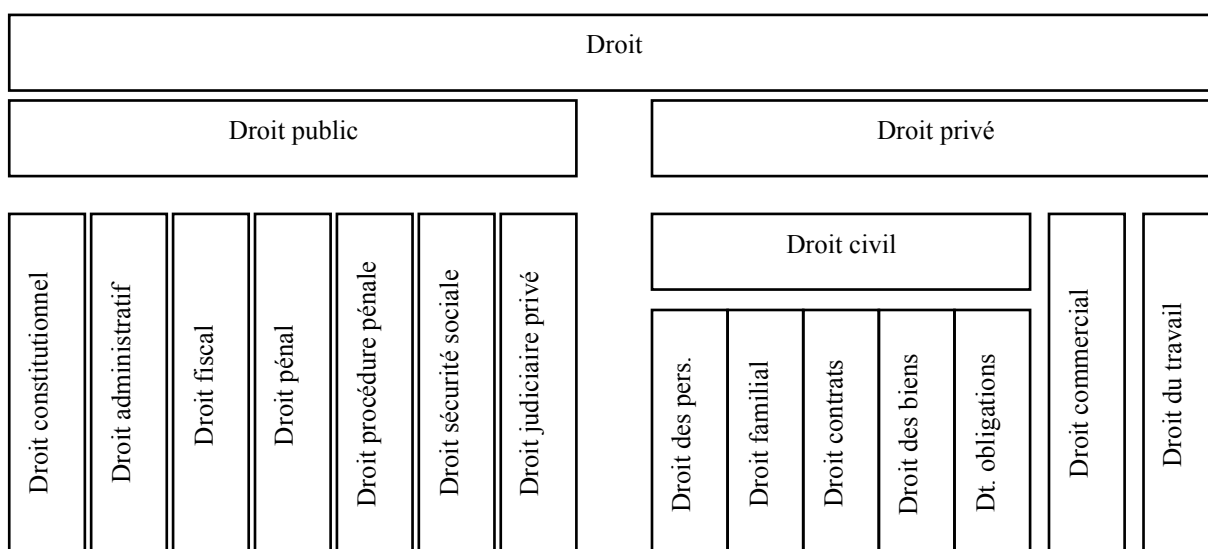 Droit
Droit public
Droit privé
Droit constitutionnel
Droit administratif
Droit fiscal
Droit pénal
Droit procédure pénale
Droit sécurité sociale
Droit judiciaire privé
Droit civil
Droit des pers.
Droit familial
Droit contrats
Droit des biens
Dt. obligations
Droit commercial
Droit du travail